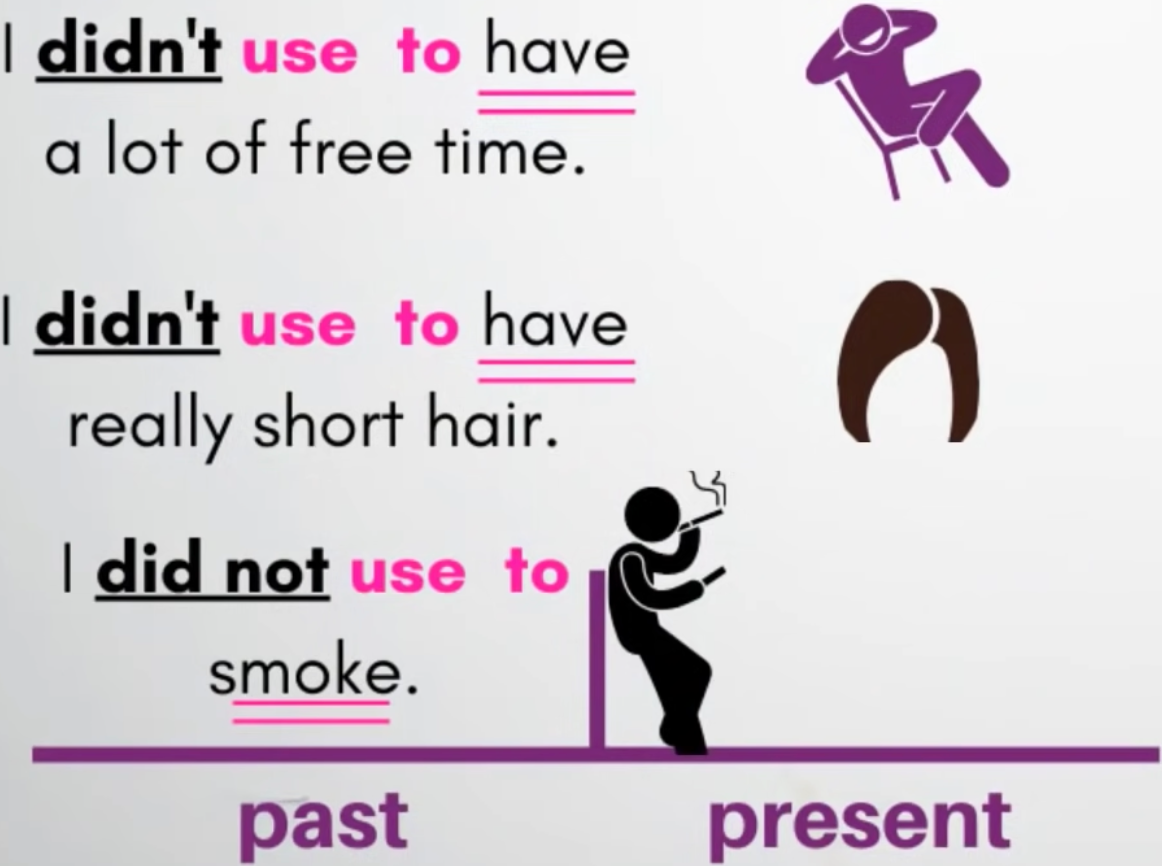 I didn't use to have
a lot of free time.
I didn't use to have
really short hair.
I did not use to
smoke.
past present